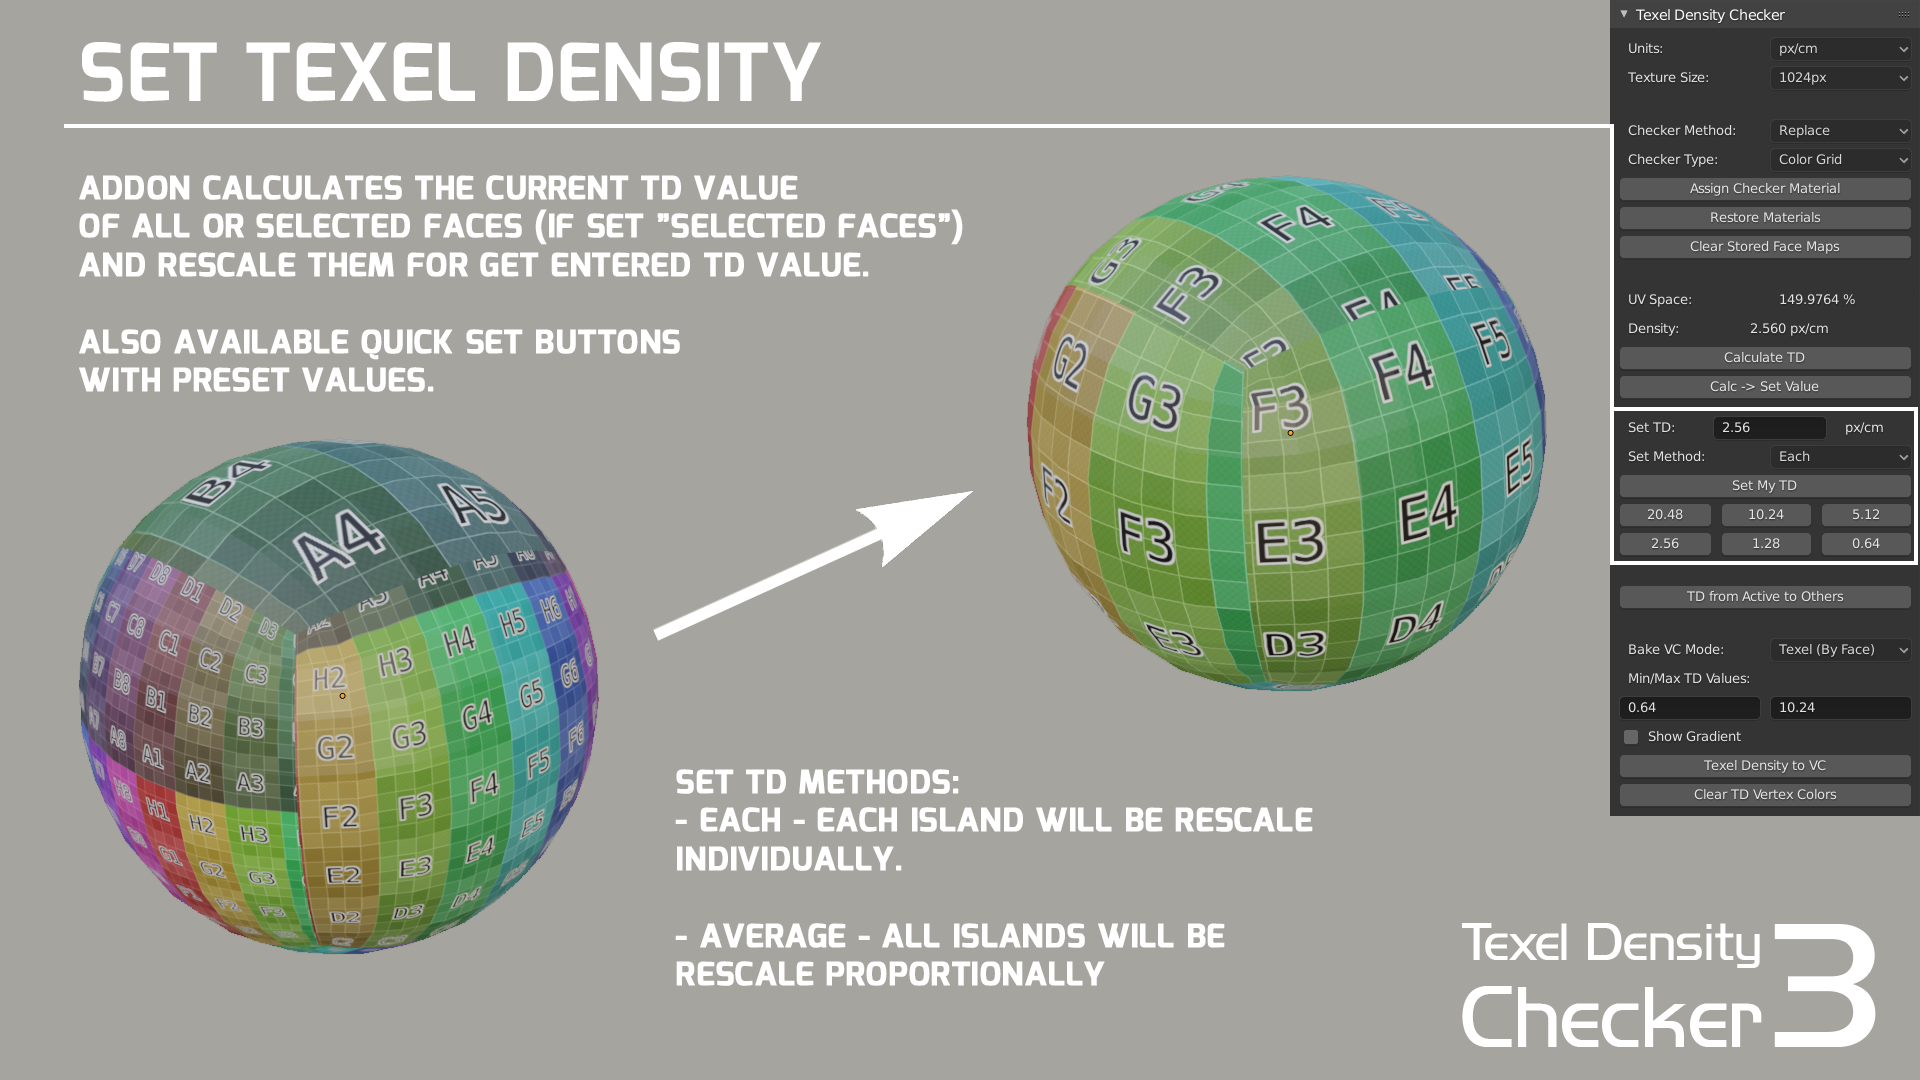 SET TEXEL DENSITY
ADDON CALCULATES THE CURRENT TD VALUE
OF ALL OR SELECTED FACES (IF SET "SELECTED FACES")
AND RESCALE THEM FOR GET ENTERED TD VALUE.
ALSO AVAILABLE QUICK SET BUTTONS
WITH PRESET VALUES.
B4
A5
A4
D7 D8 D1 D2 D3
C7 C8 C1 C2 C3
B7 B8 B1 B2 B3
A8 A1 A2 A3
H1 H2 H3
G1 G2 G3
H2 H3 H4 H5 H6
G2 G3 G4 G5 G6
F2 F3 F4 F5 F6
E2 E3 E4 E5
D2 D3 D4
F4
G3 F3
G2 G3 F3 F4 F5
F2 F3 E3 E4 E5
E3 D3 D4
SET TD METHODS:
- EACH - EACH ISLAND WILL BE RESCALE
INDIVIDUALLY.
- AVERAGE - ALL ISLANDS WILL BE
RESCALE PROPORTIONALLY
Texel Density Checker
Units: px/cm
Texture Size: 1024px
Checker Method: Replace
Checker Type: Color Grid
Assign Checker Material
Restore Materials
Clear Stored Face Maps
UV Space: 149.9764 %
Density: 2.560 px/cm
Calculate TD
Calc -> Set Value
Set TD: 2.56 px/cm
Set Method: Each
Set My TD
20.48 10.24 5.12
2.56 1.28 0.64
TD from Active to Others
Bake VC Mode: Texel (By Face)
Min/Max TD Values:
0.64 10.24
Show Gradient
Texel Density to VC
Clear TD Vertex Colors
Texel Density
Checker 3